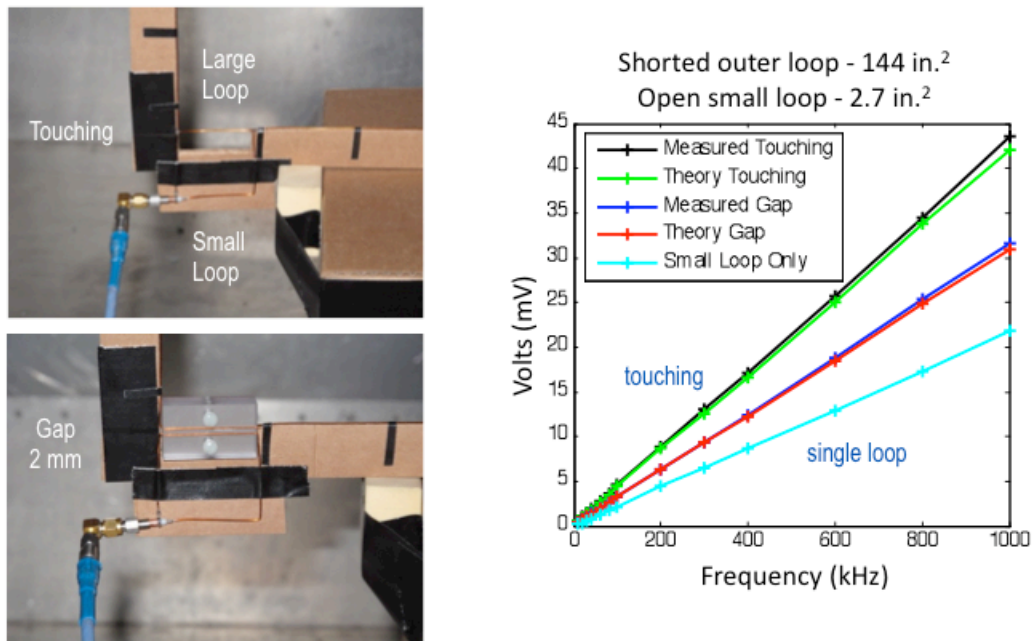 Large
Loop
Touching
Small
Loop
Gap
2 mm
Shorted outer loop - 144 in.²
Open small loop - 2.7 in.²
45
40
35
30
25
20
15
10
5
0
Volts (mV)
Measured Touching
Theory Touching
Measured Gap
Theory Gap
Small Loop Only
touching
single loop
0 200 400 600 800 1000
Frequency (kHz)